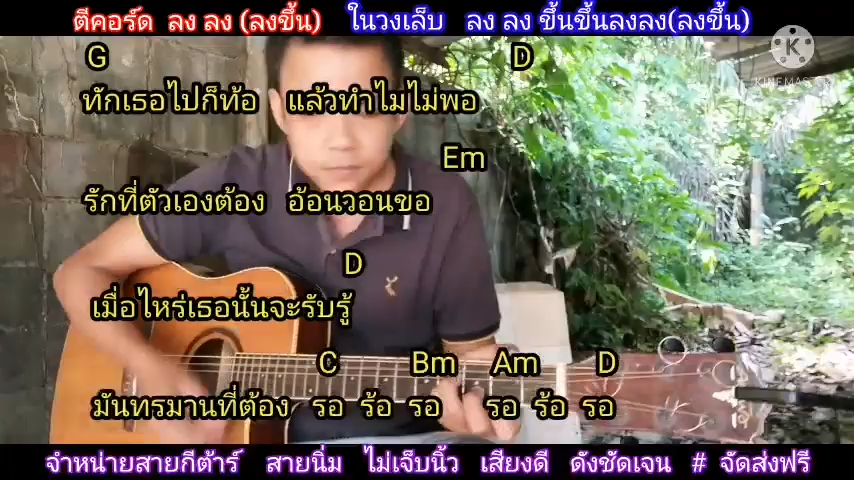 ตีคอร์ด ลง ลง (ลงขึ้น) ในวงเล็บ ลง ลง ขึ้นขึ้นลงลง(ลงขึ้น)
G D
ทักเธอไปก็ท้อ แล้วทำไมไม่พอ
Em
รักที่ตัวเองต้อง อ้อนวอนขอ
D
เมื่อไหร่เธอนั้นจะรับรู้
C Bm Am D
มันทรมานที่ต้อง รอ ร้อ รอ รอ ร้อ รอ
จำหน่ายสายกีต้าร์ สายนิ่ม ไม่เจ็บนิ้ว เสียงดี ดังชัดเจน # จัดส่งฟรี
K
KINEMASTER